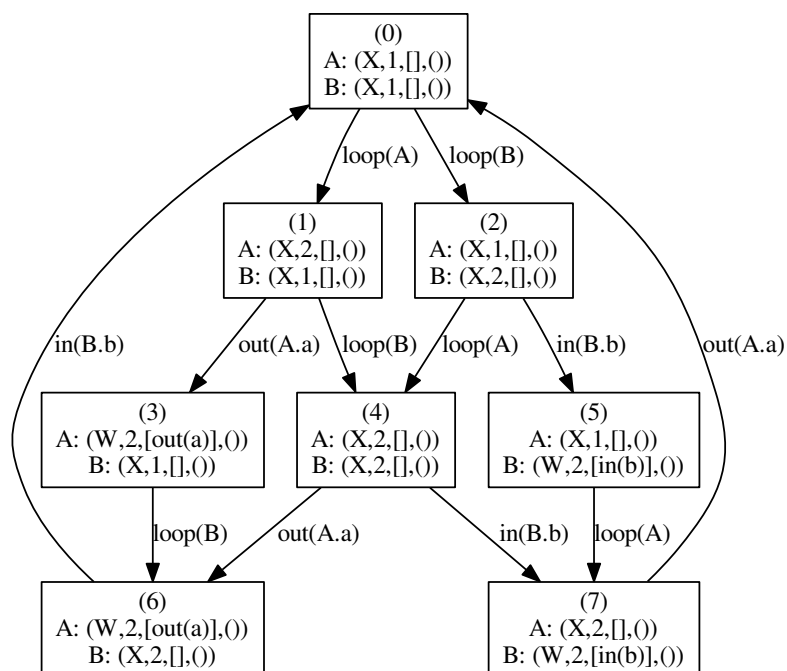 (0)
A: (X,1,[],())
B: (X,1,[],())
loop(A)
loop(B)
(1)
A: (X,2,[],())
B: (X,1,[],())
(2)
A: (X,1,[],())
B: (X,2,[],())
in(B.b)
out(A.a)
loop(B)
loop(A)
in(B.b)
out(A.a)
(3)
A: (W,2,[out(a)],())
B: (X,1,[],())
(4)
A: (X,2,[],())
B: (X,2,[],())
(5)
A: (X,1,[],())
B: (W,2,[in(b)],())
loop(B)
out(A.a)
in(B.b)
loop(A)
(6)
A: (W,2,[out(a)],())
B: (X,2,[],())
(7)
A: (X,2,[],())
B: (W,2,[in(b)],())